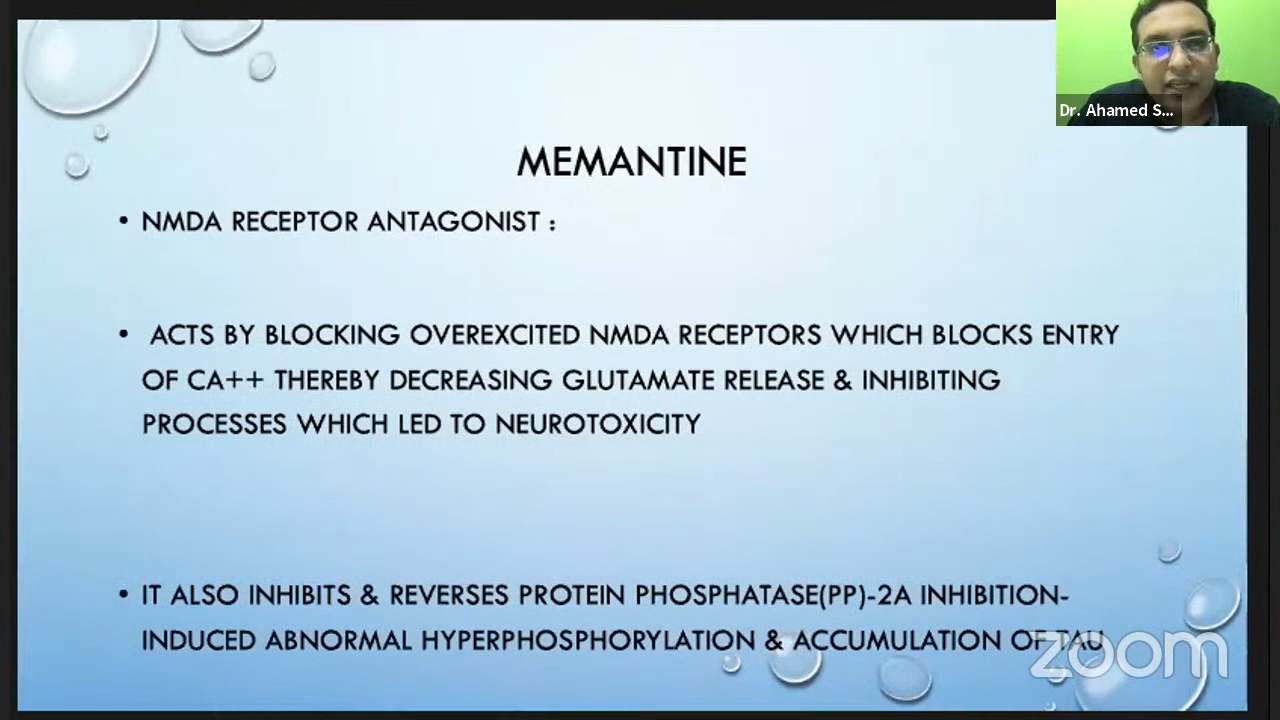 Dr. Ahamed S...
MEMANTINE
• NMDA RECEPTOR ANTAGONIST :
• ACTS BY BLOCKING OVEREXCITED NMDA RECEPTORS WHICH BLOCKS ENTRY
OF CA++ THEREBY DECREASING GLUTAMATE RELEASE & INHIBITING
PROCESSES WHICH LED TO NEUROTOXICITY
• IT ALSO INHIBITS & REVERSES PROTEIN PHOSPHATASE(PP)-2A INHIBITION-
INDUCED ABNORMAL HYPERPHOSPHORYLATION & ACCUMULATION OF TAU
zoom